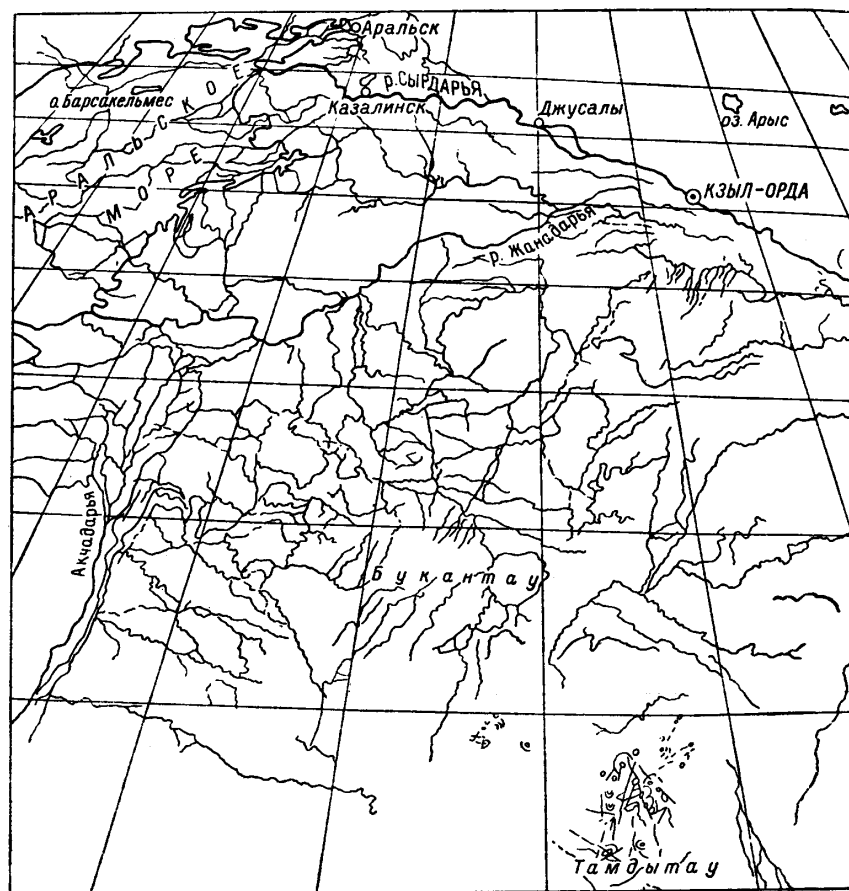 Аральск
р. СЫРДАРЬЯ
о. Барсакельмес
Казалинск
Джусалы
оз. Арыс
АРАЛЬСКОЕ
МОРЕ
КЗЫЛ-ОРДА
р. Жанадарья
Акчадарья
Букантау
Тамдытау